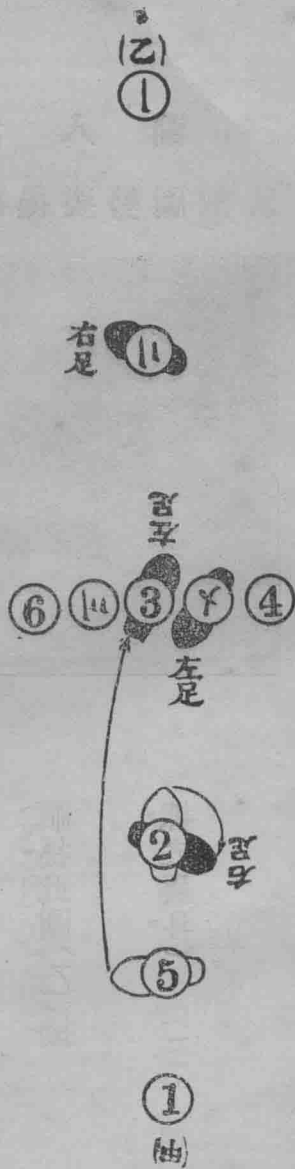 (乙)
①
右足
〢
左足
⑥ 〣 ③ 〤 ④
左足
②
右足
⑤
①
(甲)